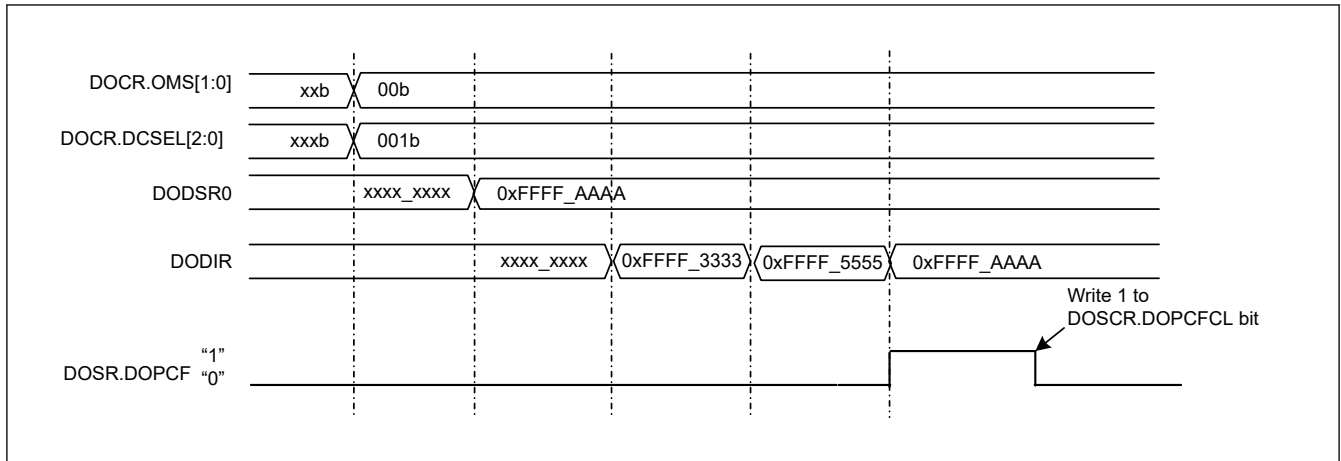 DOCR.OMS[1:0] xxb 00b
DOCR.DCSEL[2:0] xxxb 001b
DODSR0 xxxx_xxxx 0xFFFF_AAAA
DODIR xxxx_xxxx 0xFFFF_3333 0xFFFF_5555 0xFFFF_AAAA
Write 1 to
DOSCR.DOPCFCL bit
“1”
DOSR.DOPCF “0”